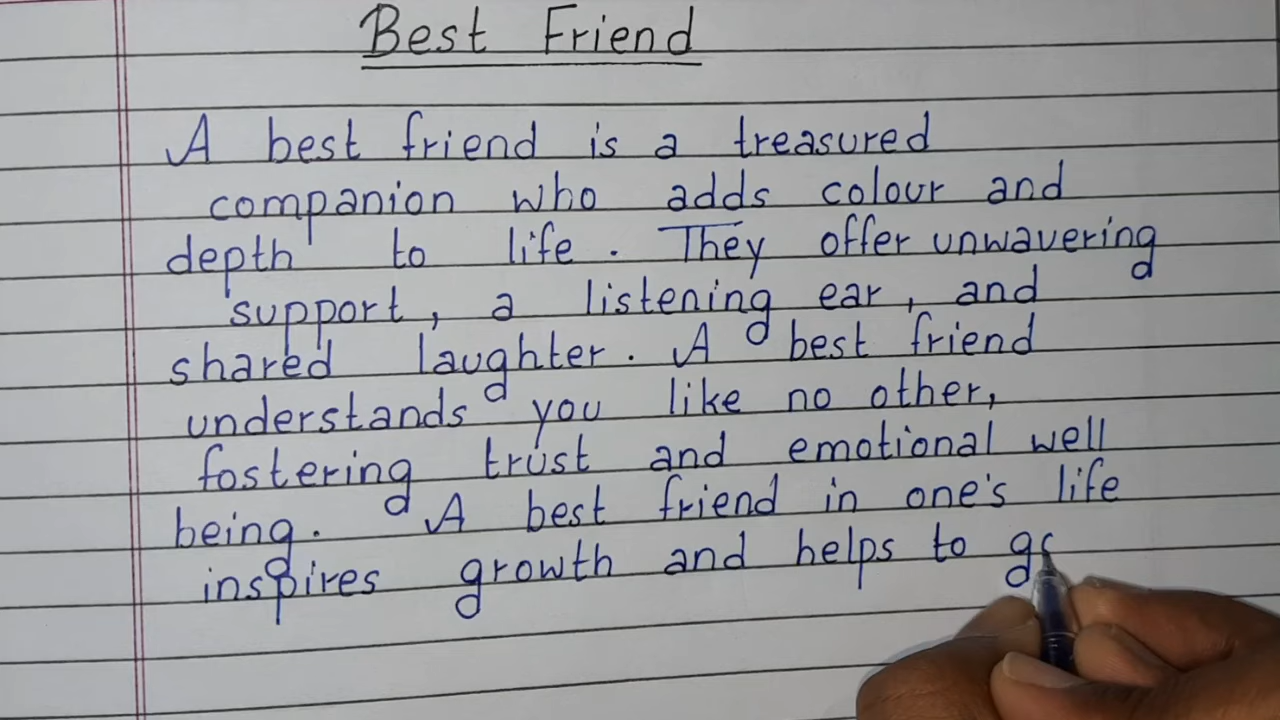 Best Friend
A best friend is a treasured
companion who adds colour and
depth to life. They offer unwavering
support, a listening ear, and
shared laughter. A best friend
understands you like no other,
fostering trust and emotional well
being. A best friend in one's life
inspires growth and helps to